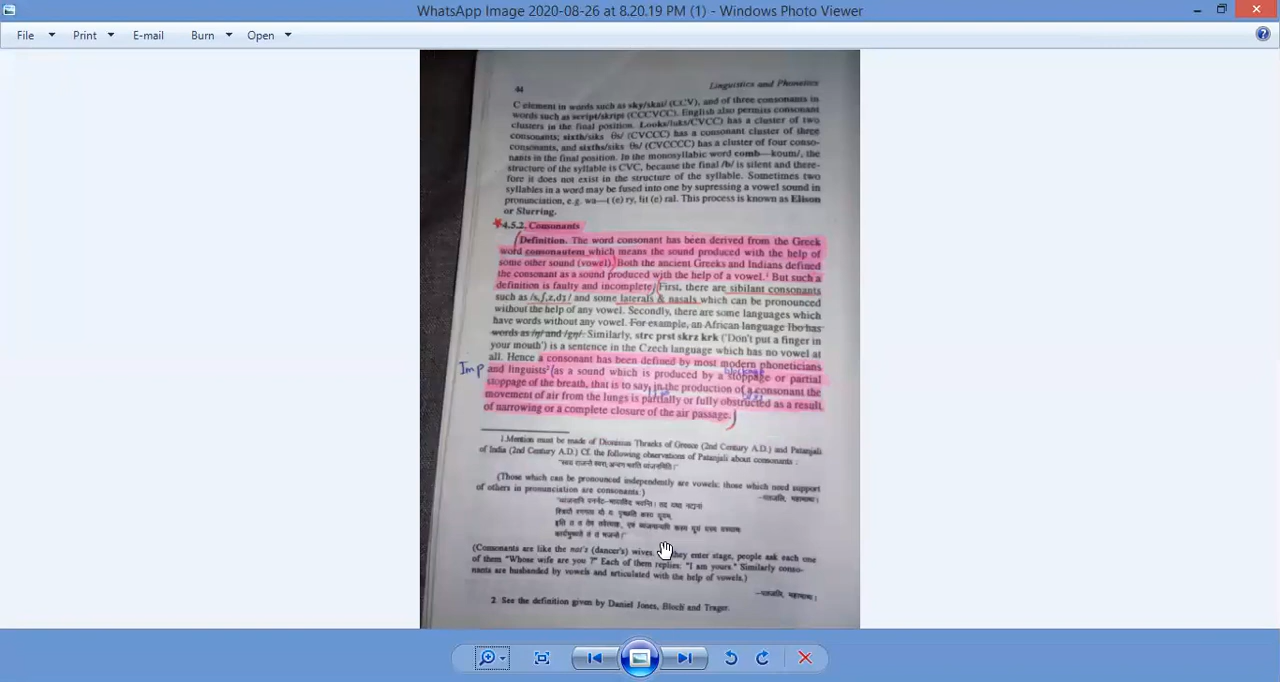 WhatsApp Image 2020-08-26 at 8.20.19 PM (1) - Windows Photo Viewer
File Print E-mail Burn Open
44 Linguistics and Phonetics
C element in words such as sky/skai/ (CCV), and of three consonants in
words such as script/skript (CCCVCC). English also permits consonant
clusters in the final position. Looks/luks/CVCC) has a cluster of two
consonants; sixth/siks θs/ (CVCCC) has a consonant cluster of three
consonants, and sixths/siks θs/ (CVCCCC) has a cluster of four conso-
nants in the final position. In the monosyllabic word comb—koum/, the
structure of the syllable is CVC, because the final /b/ is silent and there-
fore it does not exist in the structure of the syllable. Sometimes two
syllables in a word may be fused into one by supressing a vowel sound in
pronunciation, e.g. wa—t (e) ry, lit (e) ral. This process is known as Elison
or Slurring.
4.5.2. Comonants
(Definition. The word consonant has been derived from the Greek
word consonautem which means the sound produced with the help of
some other sound (vowel). Both the ancient Greeks and Indians defined
the consonant as a sound produced with the help of a vowel.¹ But such a
definition is faulty and incomplete. First, there are sibilant consonants
such as /s,ʃ,z,dʒ/ and some laterals & nasals which can be pronounced
without the help of any vowel. Secondly, there are some languages which
have words without any vowel. For example, an African language Ibo has
words as /ŋ/ and /gŋ/. Similarly, strc prst skrz krk ('Don't put a finger in
your mouth') is a sentence in the Czech language which has no vowel at
all. Hence a consonant has been defined by most modern phoneticians
Imp and linguists² (as a sound which is produced by a stoppage or partial
stoppage of the breath, that is to say, in the production of a consonant the
movement of air from the lungs is partially or fully obstructed as a result
of narrowing or a complete closure of the air passage.)
1.Mention must be made of Dionisius Thraeks of Greece (2nd Century A.D.) and Patanjali
of India (2nd Century A.D.) Cf. the following observations of Patanjali about consonants :
(Those which can be pronounced independently are vowels; those which need support
of others in pronunciation are consonants.)
(Consonants are like the nat's (dancer's) wives. they enter stage, people ask each one
of them "Whose wife are you ?" Each of them replies: "I am yours." Similarly conso-
nants are husbanded by vowels and articulated with the help of vowels.)
2. See the definition given by Daniel Jones, Bloch and Trager.